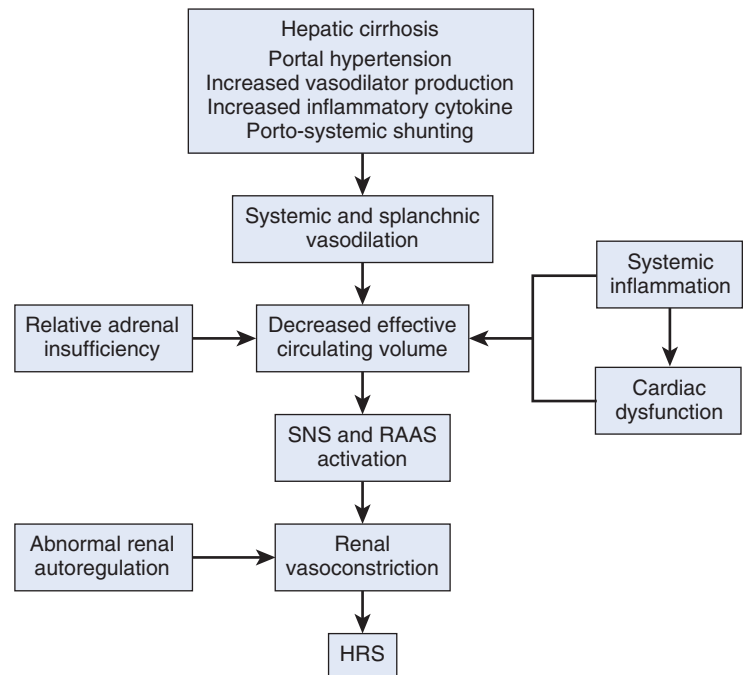 Hepatic cirrhosis
Portal hypertension
Increased vasodilator production
Increased inflammatory cytokine
Porto-systemic shunting
Systemic and splanchnic
vasodilation
Systemic
inflammation
Relative adrenal
insufficiency
Decreased effective
circulating volume
Cardiac
dysfunction
SNS and RAAS
activation
Abnormal renal
autoregulation
Renal
vasoconstriction
HRS